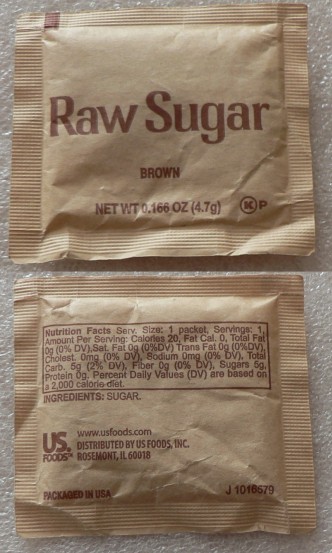 Raw Sugar
BROWN
NET WT 0.166 OZ (4.7g) K P
Nutrition Facts Serv. Size: 1 packet, Servings: 1,
Amount Per Serving: Calories 20, Fat Cal. 0, Total Fat
0g (0% DV),Sat. Fat 0g (0%DV) Trans Fat 0g (0%DV),
Cholest. 0mg (0% DV), Sodium 0mg (0% DV), Total
Carb. 5g (2% DV), Fiber 0g (0% DV), Sugars 5g,
Protein 0g. Percent Daily Values (DV) are based on
a 2,000 calorie diet.
INGREDIENTS: SUGAR.
www.usfoods.com
US. DISTRIBUTED BY US FOODS, INC.
FOODS™ ROSEMONT, IL 60018
PACKAGED IN USA J 1016679